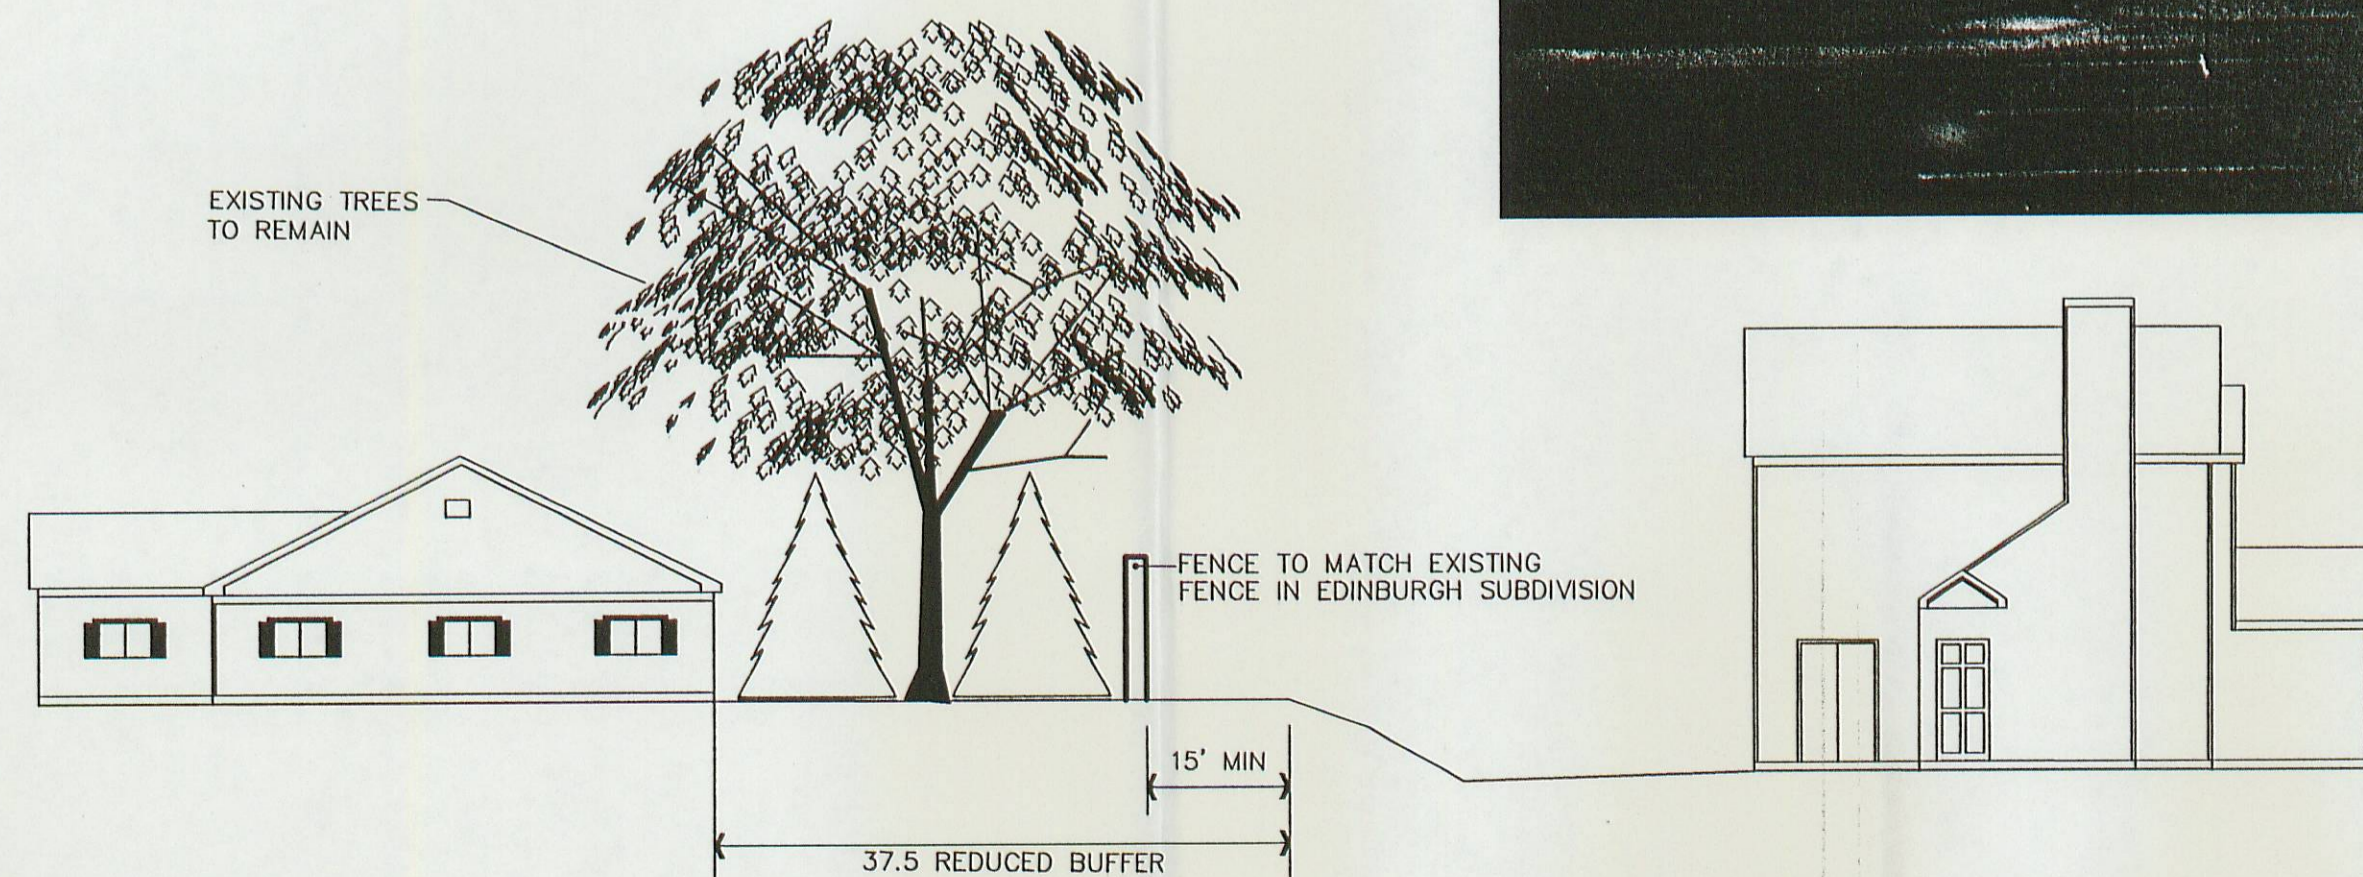 EXISTING TREES
TO REMAIN
FENCE TO MATCH EXISTING
FENCE IN EDINBURGH SUBDIVISION
15' MIN
37.5 REDUCED BUFFER